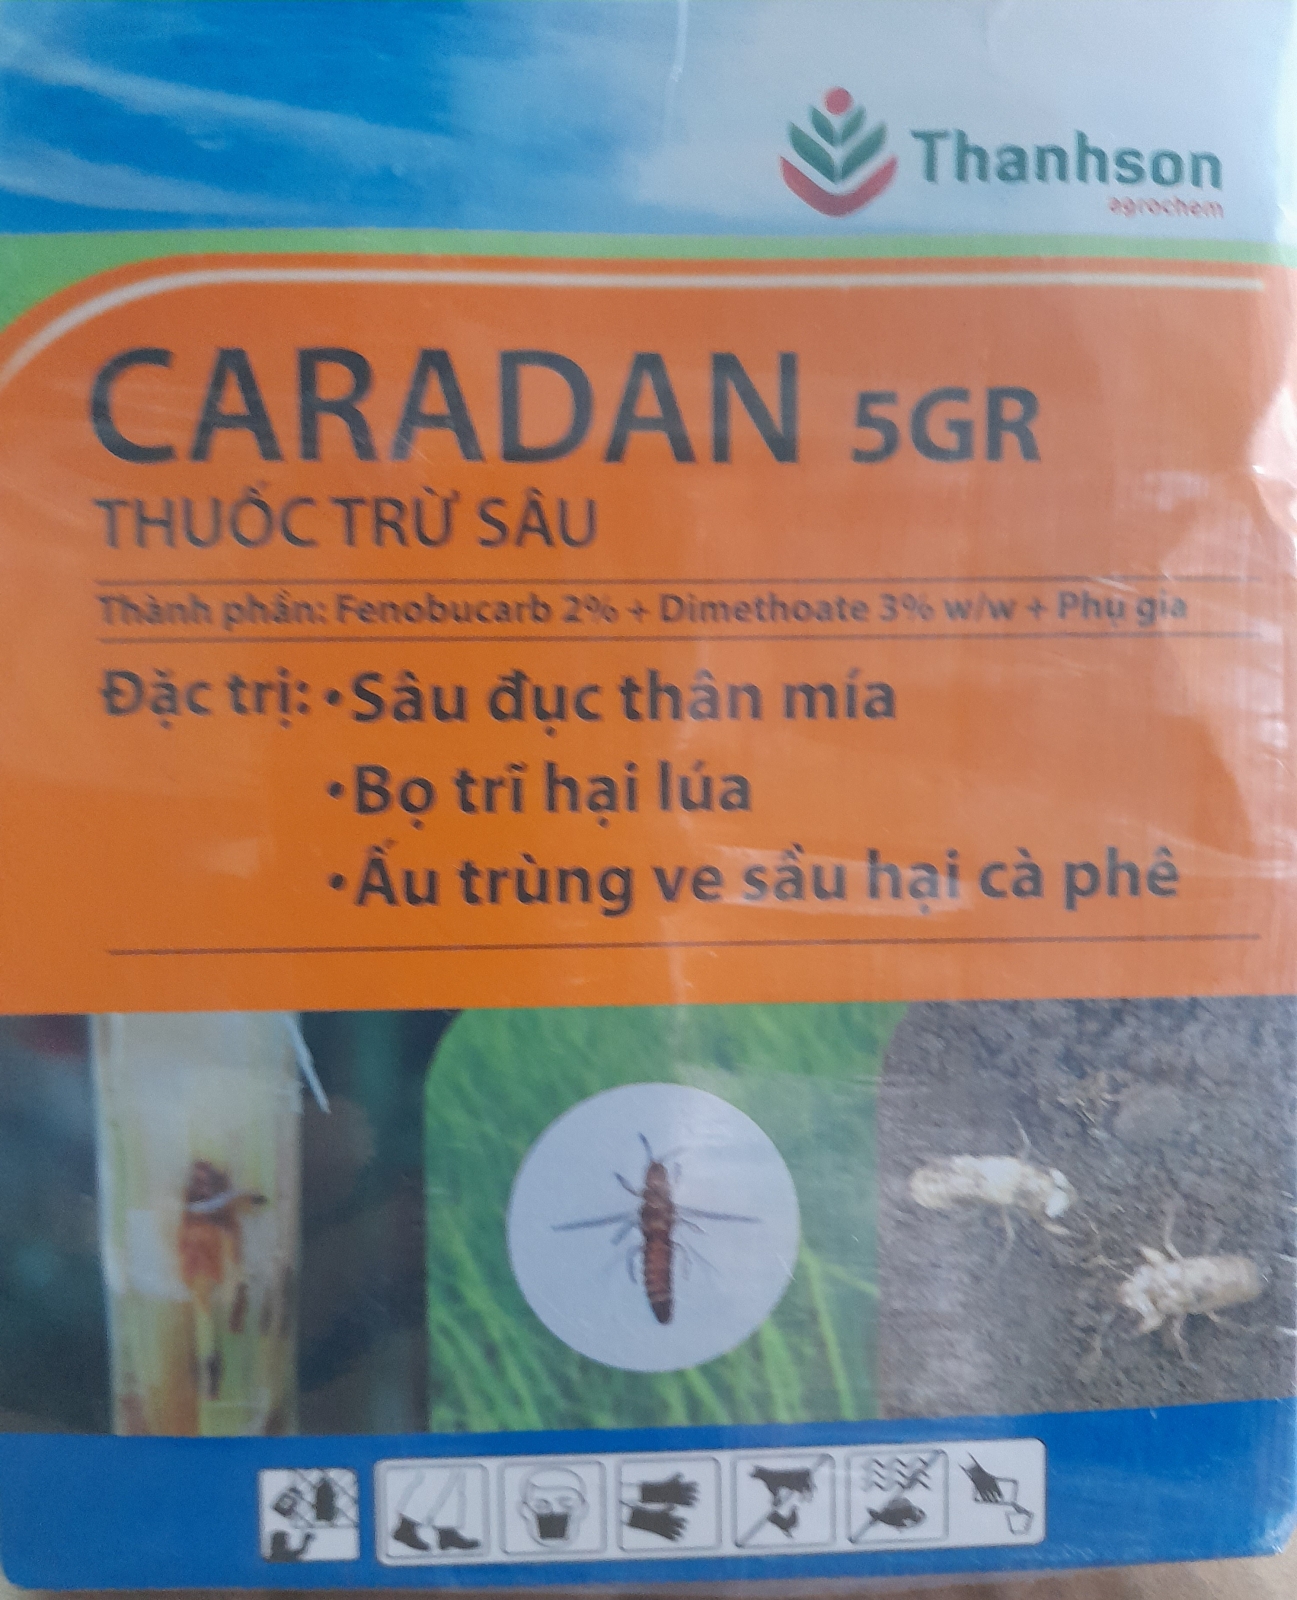 Thanhson
agrochem
CARADAN 5GR
THUỐC TRỪ SÂU
Thành phần: Fenobucarb 2% + Dimethoate 3% w/w + Phụ gia
Đặc trị: •Sâu đục thân mía
•Bọ trĩ hại lúa
•Ấu trùng ve sầu hại cà phê